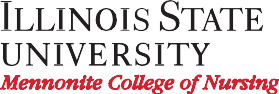 ILLINOIS STATE
UNIVERSITY
Mennonite College of Nursing